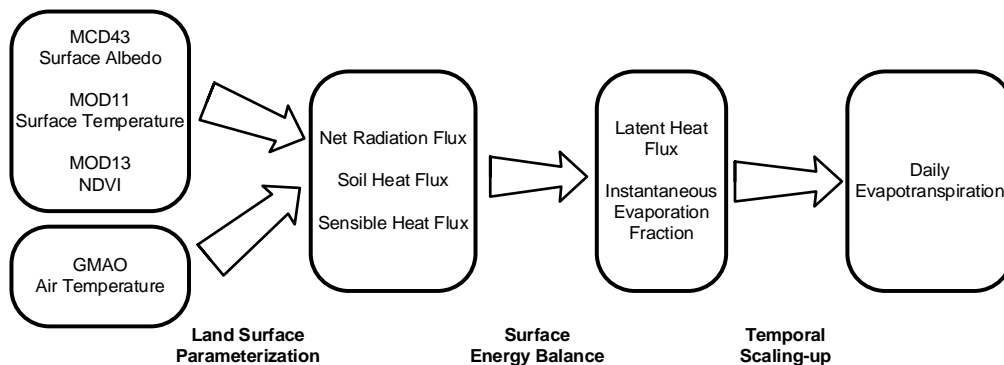 MCD43
Surface Albedo
MOD11
Surface Temperature
MOD13
NDVI
GMAO
Air Temperature
Net Radiation Flux
Soil Heat Flux
Sensible Heat Flux
Latent Heat
Flux
Instantaneous
Evaporation
Fraction
Daily
Evapotranspiration
Land Surface
Parameterization
Surface
Energy Balance
Temporal
Scaling-up